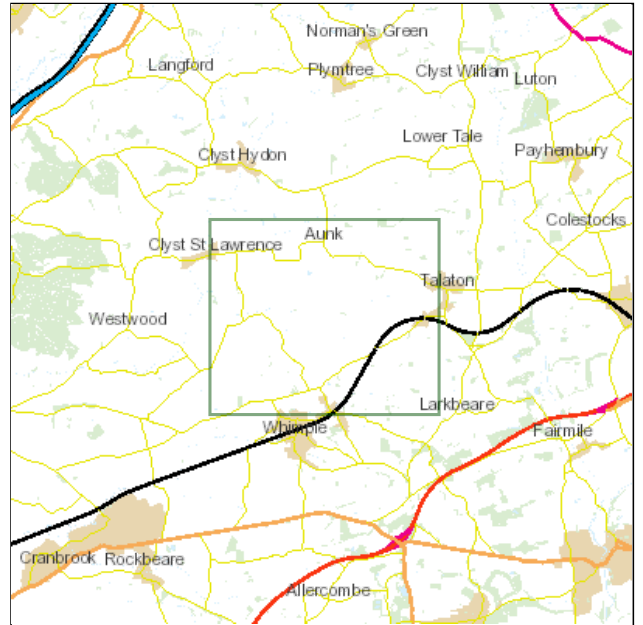 Norman's Green
Langford
Plymtree
Clyst William
Luton
Lower Tale
Clyst Hydon
Payhembury
Colestocks
Aunk
Clyst St Lawrence
Talaton
Westwood
Larkbeare
Whimple
Fairmile
Cranbrook
Rockbeare
Allercombe